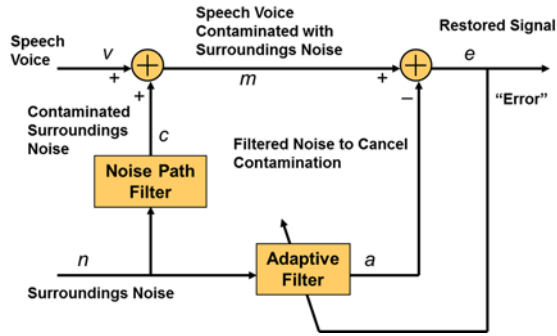 Speech Voice
Contaminated with
Surroundings Noise
Restored Signal
Speech
Voice
v
+
+
m
+
–
e
"Error"
Contaminated
Surroundings
Noise
c
Filtered Noise to Cancel
Contamination
Noise Path
Filter
n
Adaptive
Filter
a
Surroundings Noise